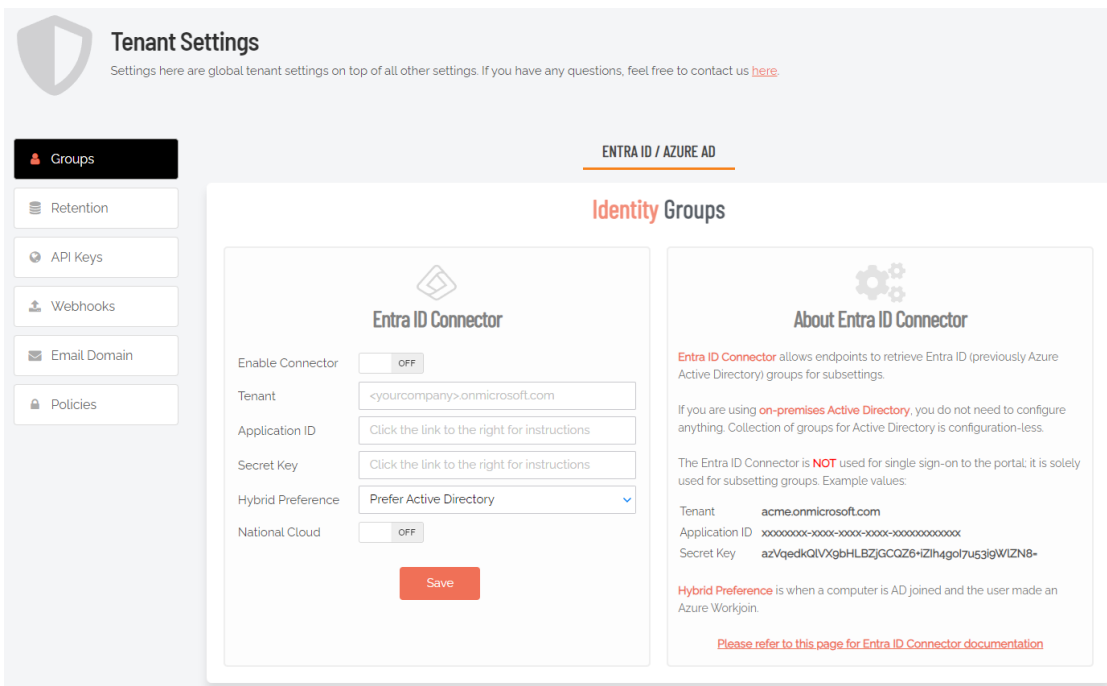 Tenant Settings
Settings here are global tenant settings on top of all other settings. If you have any questions, feel free to contact us here.
Groups
Retention
API Keys
Webhooks
Email Domain
Policies
ENTRA ID / AZURE AD
Identity Groups
Entra ID Connector
Enable Connector OFF
Tenant <yourcompany>.onmicrosoft.com
Application ID Click the link to the right for instructions
Secret Key Click the link to the right for instructions
Hybrid Preference Prefer Active Directory
National Cloud OFF
Save
About Entra ID Connector
Entra ID Connector allows endpoints to retrieve Entra ID (previously Azure
Active Directory) groups for subsettings.
If you are using on-premises Active Directory, you do not need to configure
anything. Collection of groups for Active Directory is configuration-less.
The Entra ID Connector is NOT used for single sign-on to the portal; it is solely
used for subsetting groups. Example values:
Tenant acme.onmicrosoft.com
Application ID xxxxxxxx-xxxx-xxxx-xxxx-xxxxxxxxxxxx
Secret Key azVqedkQlVX9bHLBZjGCQZ6+iZIh4goI7u53i9WlZN8=
Hybrid Preference is when a computer is AD joined and the user made an
Azure Workjoin.
Please refer to this page for Entra ID Connector documentation